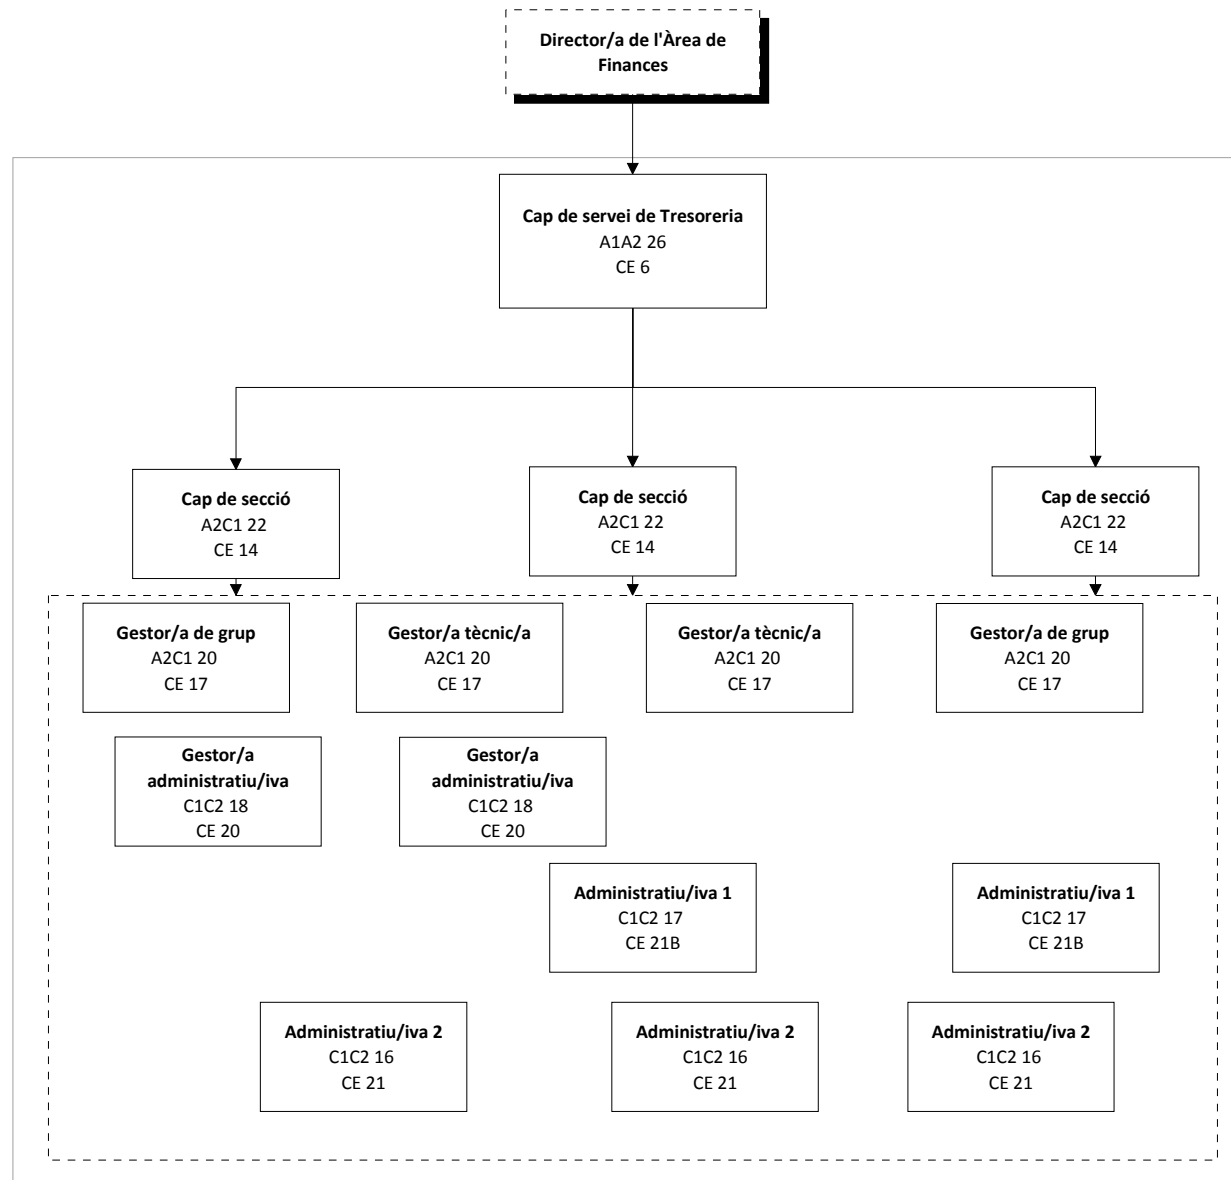 Director/a de l'Àrea de
Finances
Cap de servei de Tresoreria
A1A2 26
CE 6
Cap de secció
A2C1 22
CE 14
Cap de secció
A2C1 22
CE 14
Cap de secció
A2C1 22
CE 14
Gestor/a de grup
A2C1 20
CE 17
Gestor/a tècnic/a
A2C1 20
CE 17
Gestor/a tècnic/a
A2C1 20
CE 17
Gestor/a de grup
A2C1 20
CE 17
Gestor/a
administratiu/iva
C1C2 18
CE 20
Gestor/a
administratiu/iva
C1C2 18
CE 20
Administratiu/iva 1
C1C2 17
CE 21B
Administratiu/iva 1
C1C2 17
CE 21B
Administratiu/iva 2
C1C2 16
CE 21
Administratiu/iva 2
C1C2 16
CE 21
Administratiu/iva 2
C1C2 16
CE 21